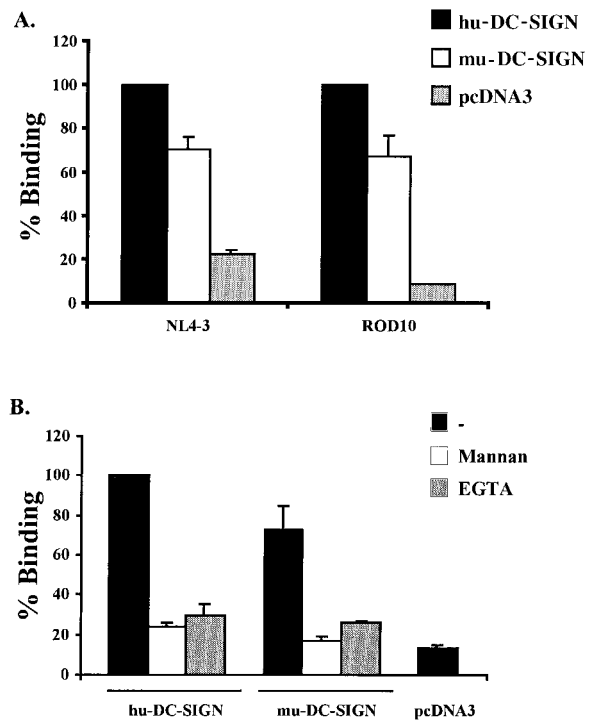 A.
hu-DC-SIGN
mu-DC-SIGN
pcDNA3
% Binding
120
100
80
60
40
20
0
NL4-3
ROD10
B.
-
Mannan
EGTA
% Binding
120
100
80
60
40
20
0
hu-DC-SIGN
mu-DC-SIGN
pcDNA3